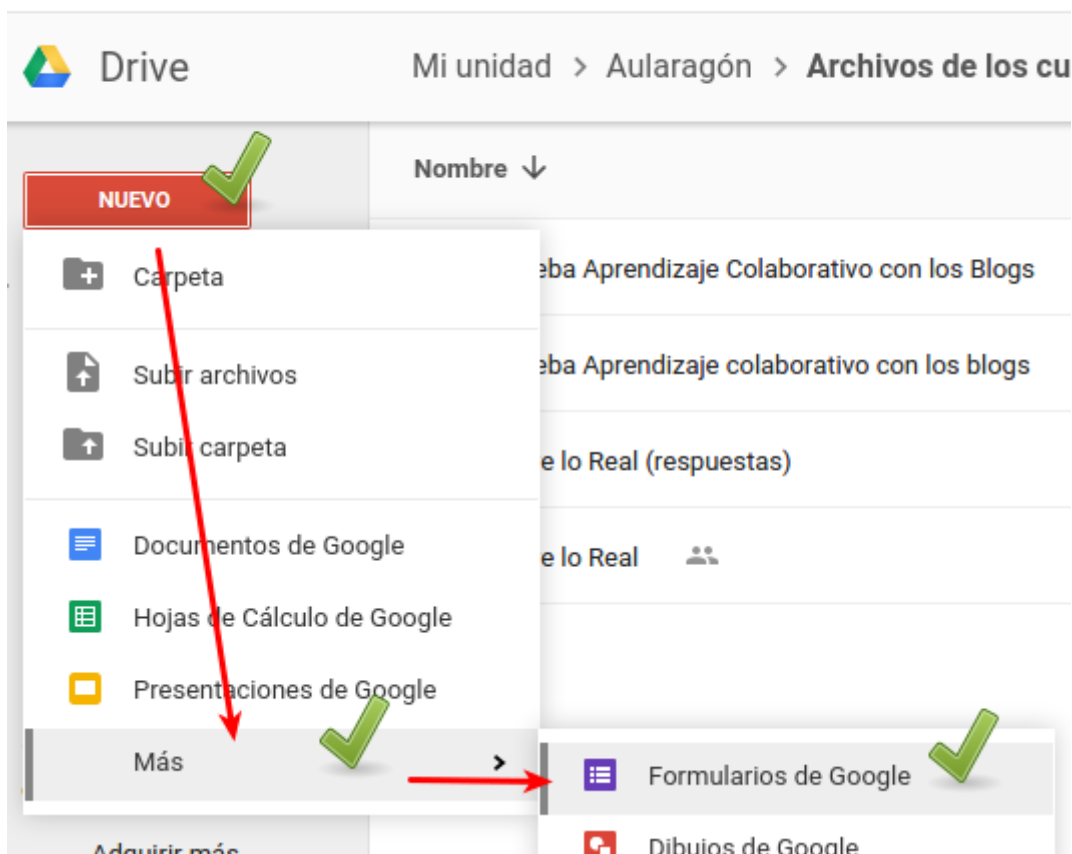 Drive
Mi unidad > Aularagón > Archivos de los cu
NUEVO
Nombre
Carpeta
eba Aprendizaje Colaborativo con los Blogs
Subir archivos
eba Aprendizaje colaborativo con los blogs
Subir carpeta
e lo Real (respuestas)
Documentos de Google
e lo Real
Hojas de Cálculo de Google
Presentaciones de Google
Más
Formularios de Google
Dibujos de Google
Adquirir más